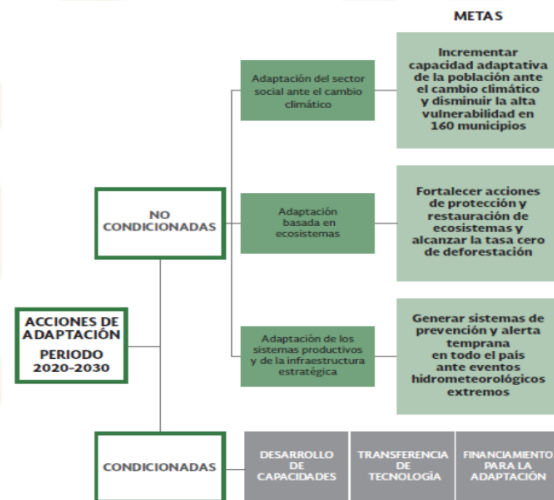 METAS
Adaptación del sector
social ante el cambio
climático
Incrementar
capacidad adaptativa
de la población ante
el cambio climático
y disminuir la alta
vulnerabilidad en
160 municipios
NO
CONDICIONADAS
Adaptación
basada en
ecosistemas
Fortalecer acciones
de protección y
restauración de
ecosistemas y
alcanzar la tasa cero
de deforestación
ACCIONES DE
ADAPTACIÓN
PERIODO
2020-2030
Adaptación de los
sistemas productivos
y de la infraestructura
estratégica
Generar sistemas de
prevención y alerta
temprana
en todo el país
ante eventos
hidrometeorológicos
extremos
CONDICIONADAS
DESARROLLO
DE
CAPACIDADES
TRANSFERENCIA
DE
TECNOLOGÍA
FINANCIAMIENTO
PARA LA
ADAPTACIÓN